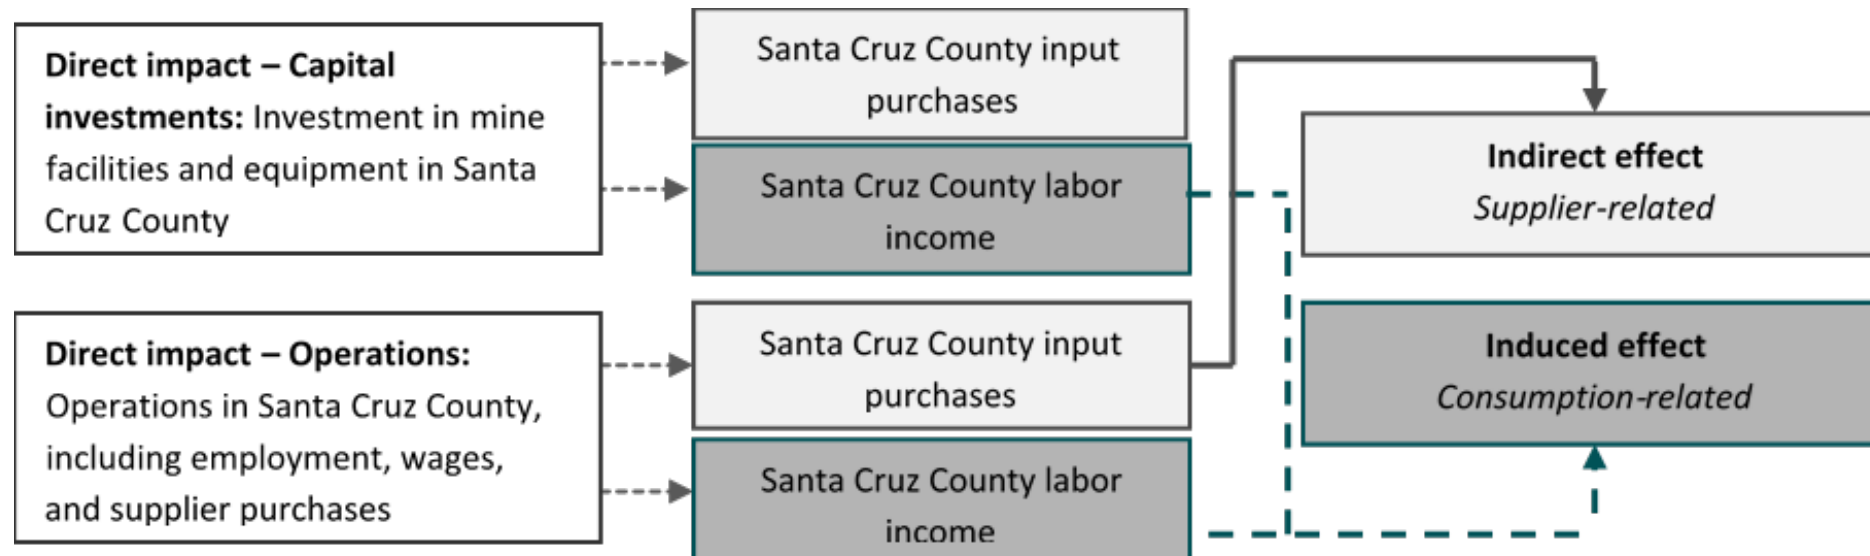 Direct impact – Capital
investments: Investment in mine
facilities and equipment in Santa
Cruz County
Santa Cruz County input
purchases
Santa Cruz County labor
income
Indirect effect
Supplier-related
Direct impact – Operations:
Operations in Santa Cruz County,
including employment, wages,
and supplier purchases
Santa Cruz County input
purchases
Santa Cruz County labor
income
Induced effect
Consumption-related